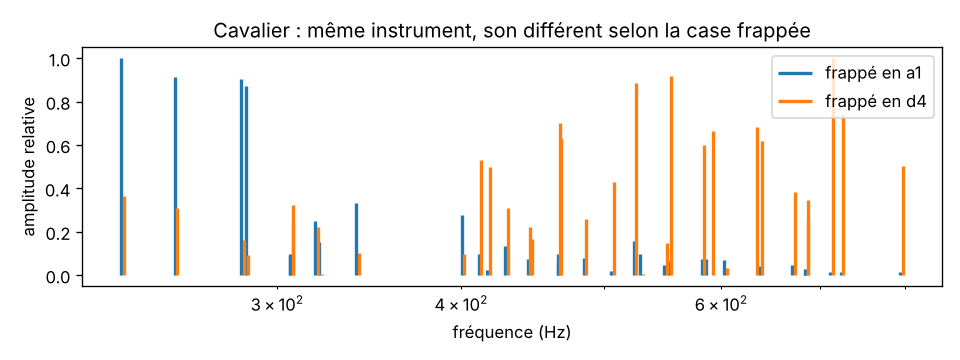 Cavalier : même instrument, son différent selon la case frappée
frappé en a1
frappé en d4
amplitude relative
1.0
0.8
0.6
0.4
0.2
0.0
3 × 10²
4 × 10²
6 × 10²
fréquence (Hz)